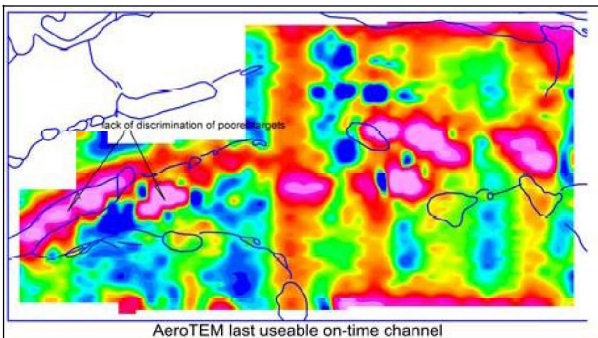 lack of discrimination of poorer targets
AeroTEM last useable on-time channel